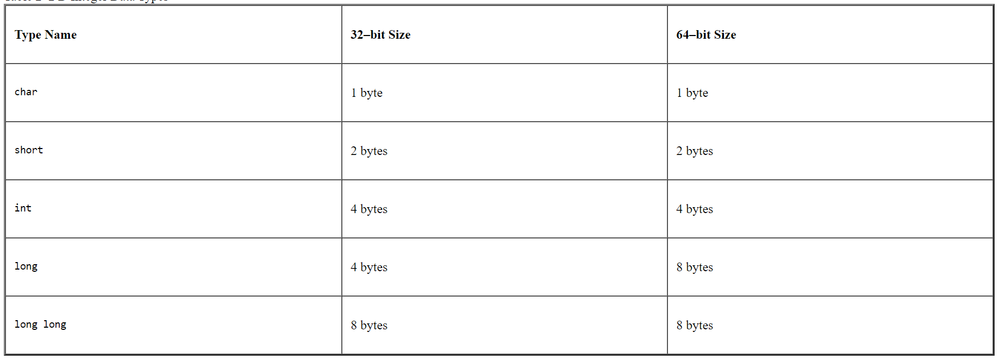 Type Name 32–bit Size 64–bit Size
char 1 byte 1 byte
short 2 bytes 2 bytes
int 4 bytes 4 bytes
long 4 bytes 8 bytes
long long 8 bytes 8 bytes